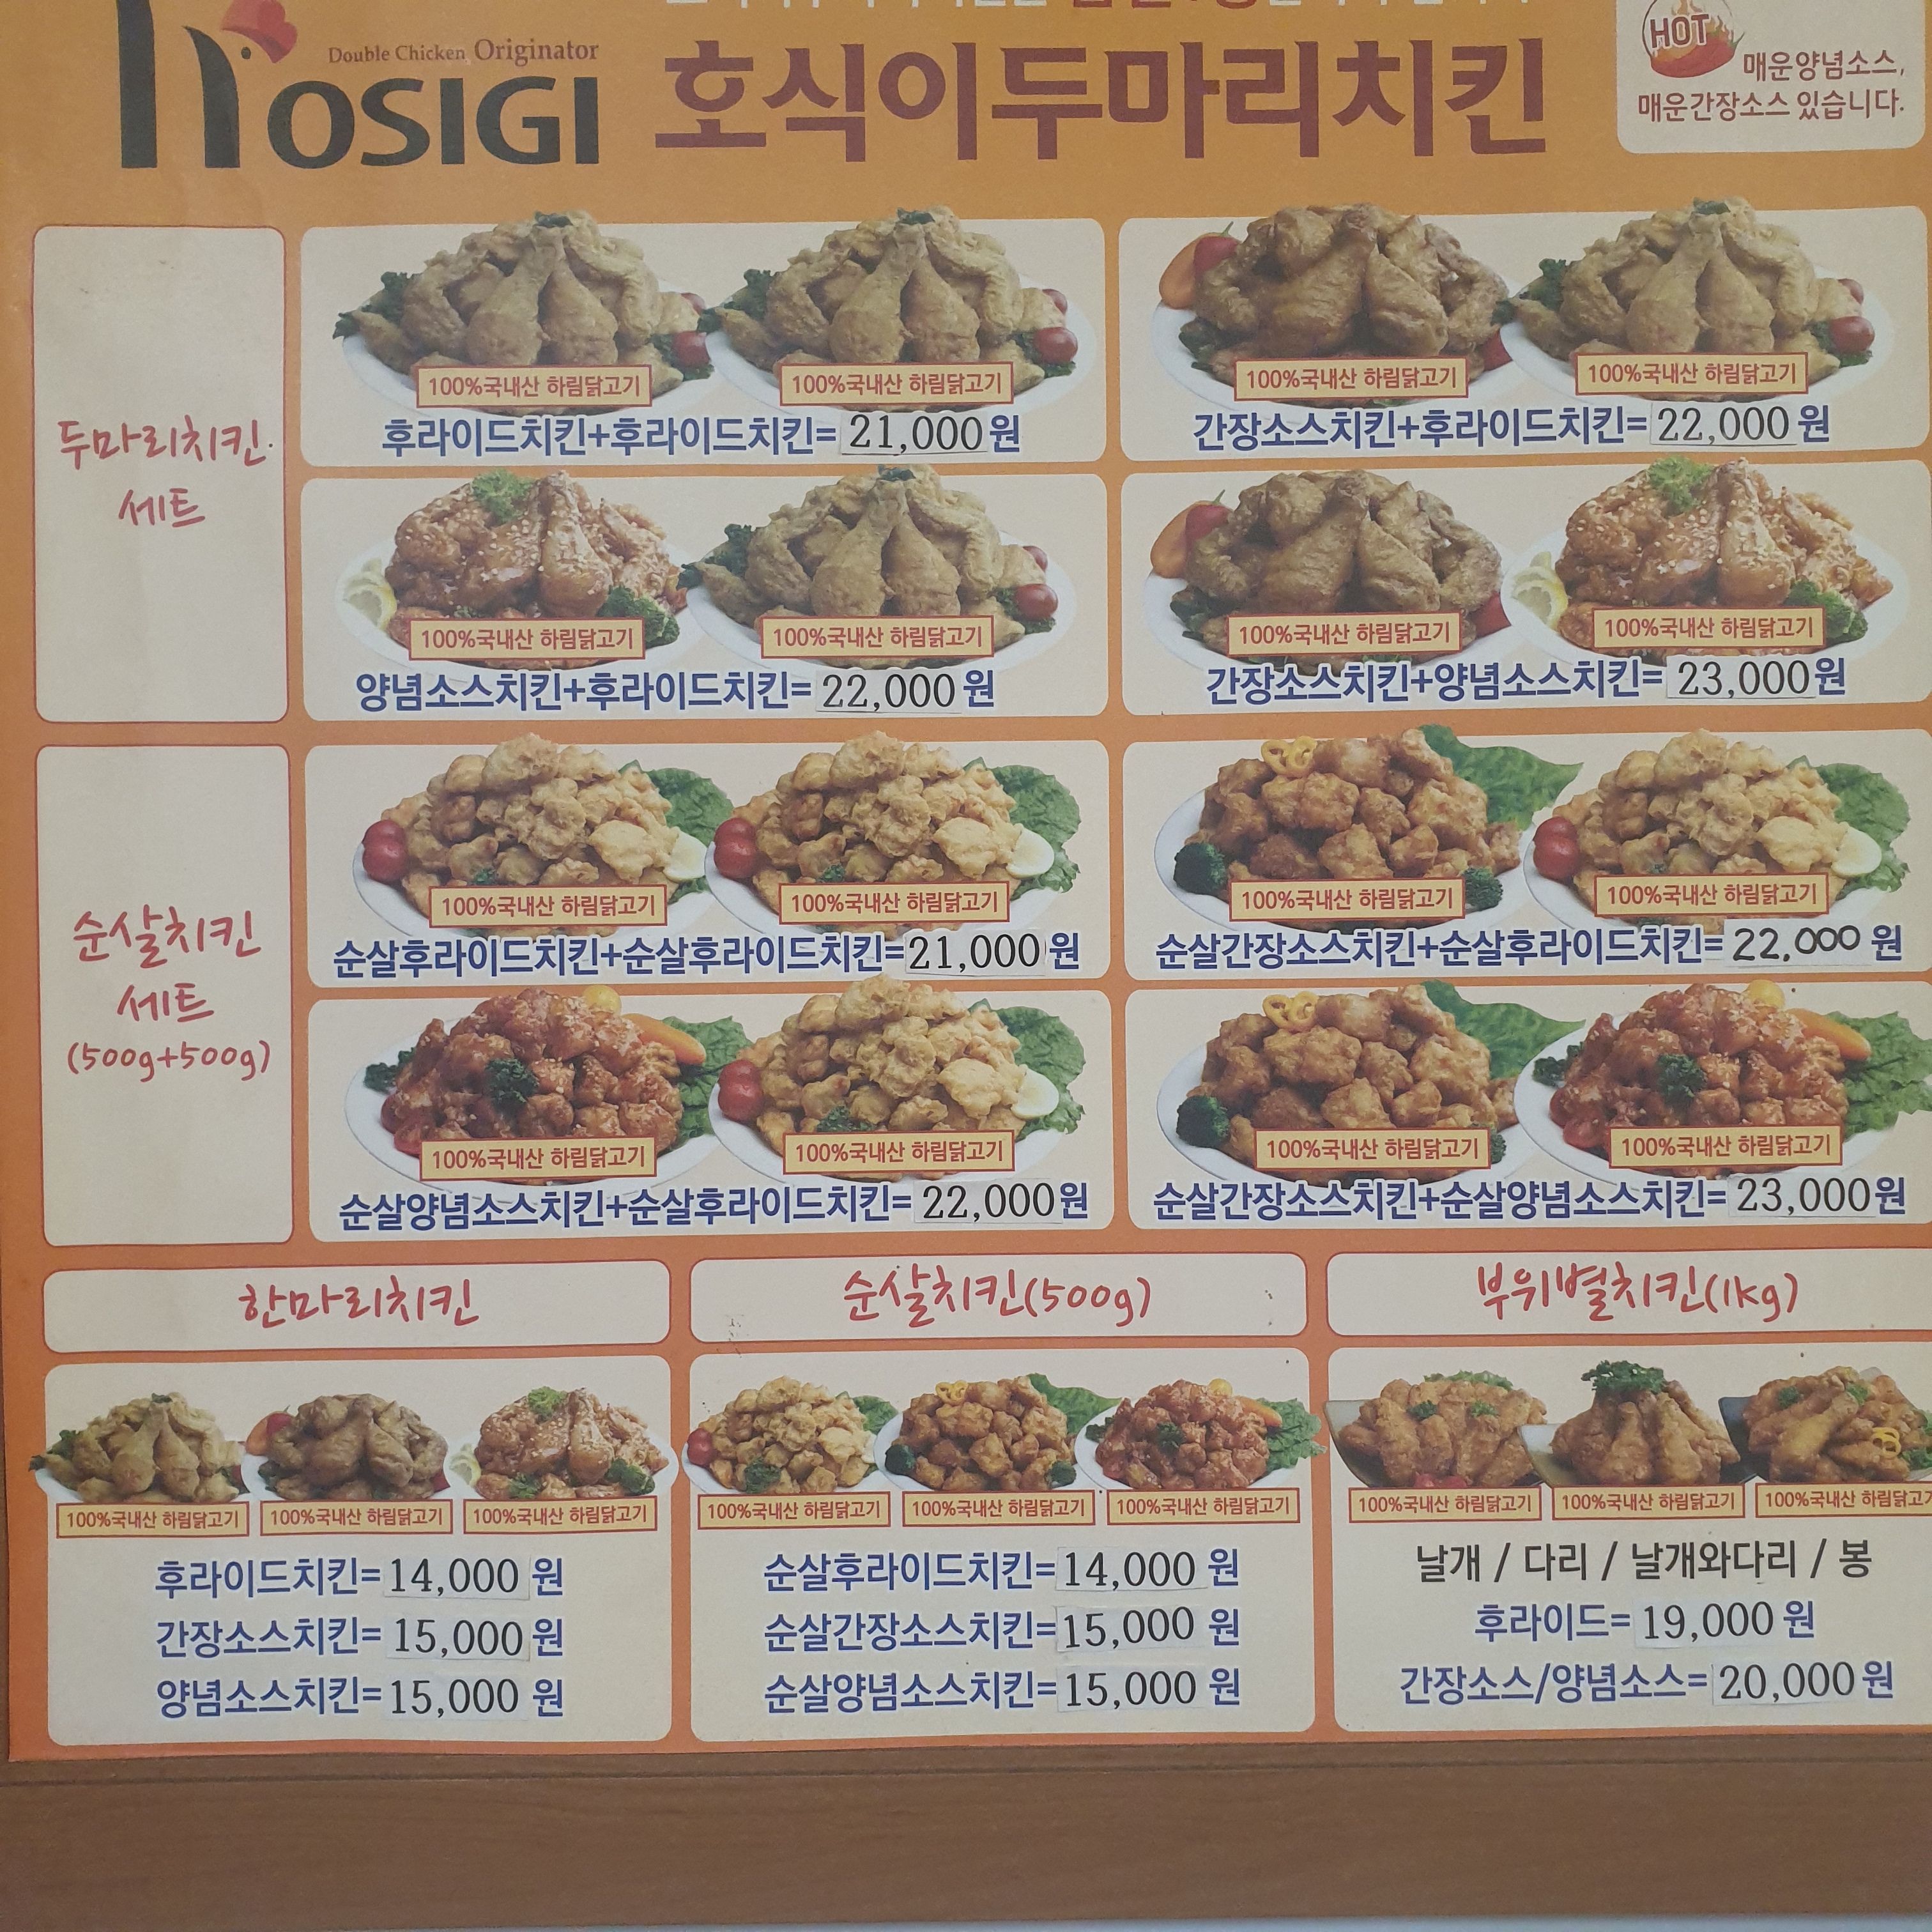 Double Chicken Originator
HOSIGI
호식이두마리치킨
HOT
매운양념소스,
매운간장소스 있습니다.
두마리치킨
세트
100%국내산 하림닭고기
100%국내산 하림닭고기
후라이드치킨+후라이드치킨= 21,000 원
100%국내산 하림닭고기
100%국내산 하림닭고기
간장소스치킨+후라이드치킨= 22,000 원
100%국내산 하림닭고기
100%국내산 하림닭고기
양념소스치킨+후라이드치킨= 22,000 원
100%국내산 하림닭고기
100%국내산 하림닭고기
간장소스치킨+양념소스치킨= 23,000원
순살치킨
세트
(500g+500g)
100%국내산 하림닭고기
100%국내산 하림닭고기
순살후라이드치킨+순살후라이드치킨= 21,000 원
100%국내산 하림닭고기
100%국내산 하림닭고기
순살간장소스치킨+순살후라이드치킨= 22.000 원
100%국내산 하림닭고기
100%국내산 하림닭고기
순살양념소스치킨+순살후라이드치킨= 22,000원
100%국내산 하림닭고기
100%국내산 하림닭고기
순살간장소스치킨+순살양념소스치킨= 23,000원
한마리치킨
100%국내산 하림닭고기
100%국내산 하림닭고기
100%국내산 하림닭고기
후라이드치킨= 14,000 원
간장소스치킨= 15,000 원
양념소스치킨= 15,000 원
순살치킨(500g)
100%국내산 하림닭고기
100%국내산 하림닭고기
100%국내산 하림닭고기
순살후라이드치킨= 14,000 원
순살간장소스치킨= 15,000 원
순살양념소스치킨= 15,000 원
부위별치킨(1kg)
100%국내산 하림닭고기
100%국내산 하림닭고기
100%국내산 하림닭고기
날개 / 다리 / 날개와다리 / 봉
후라이드= 19,000 원
간장소스/양념소스= 20,000 원